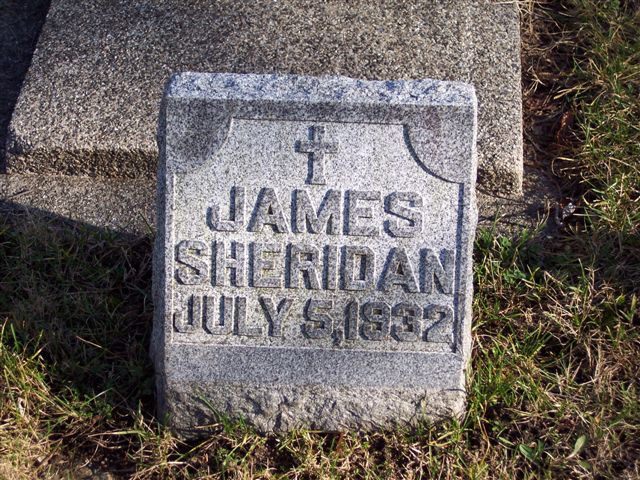 JAMES
SHERIDAN
JULY 5, 1932